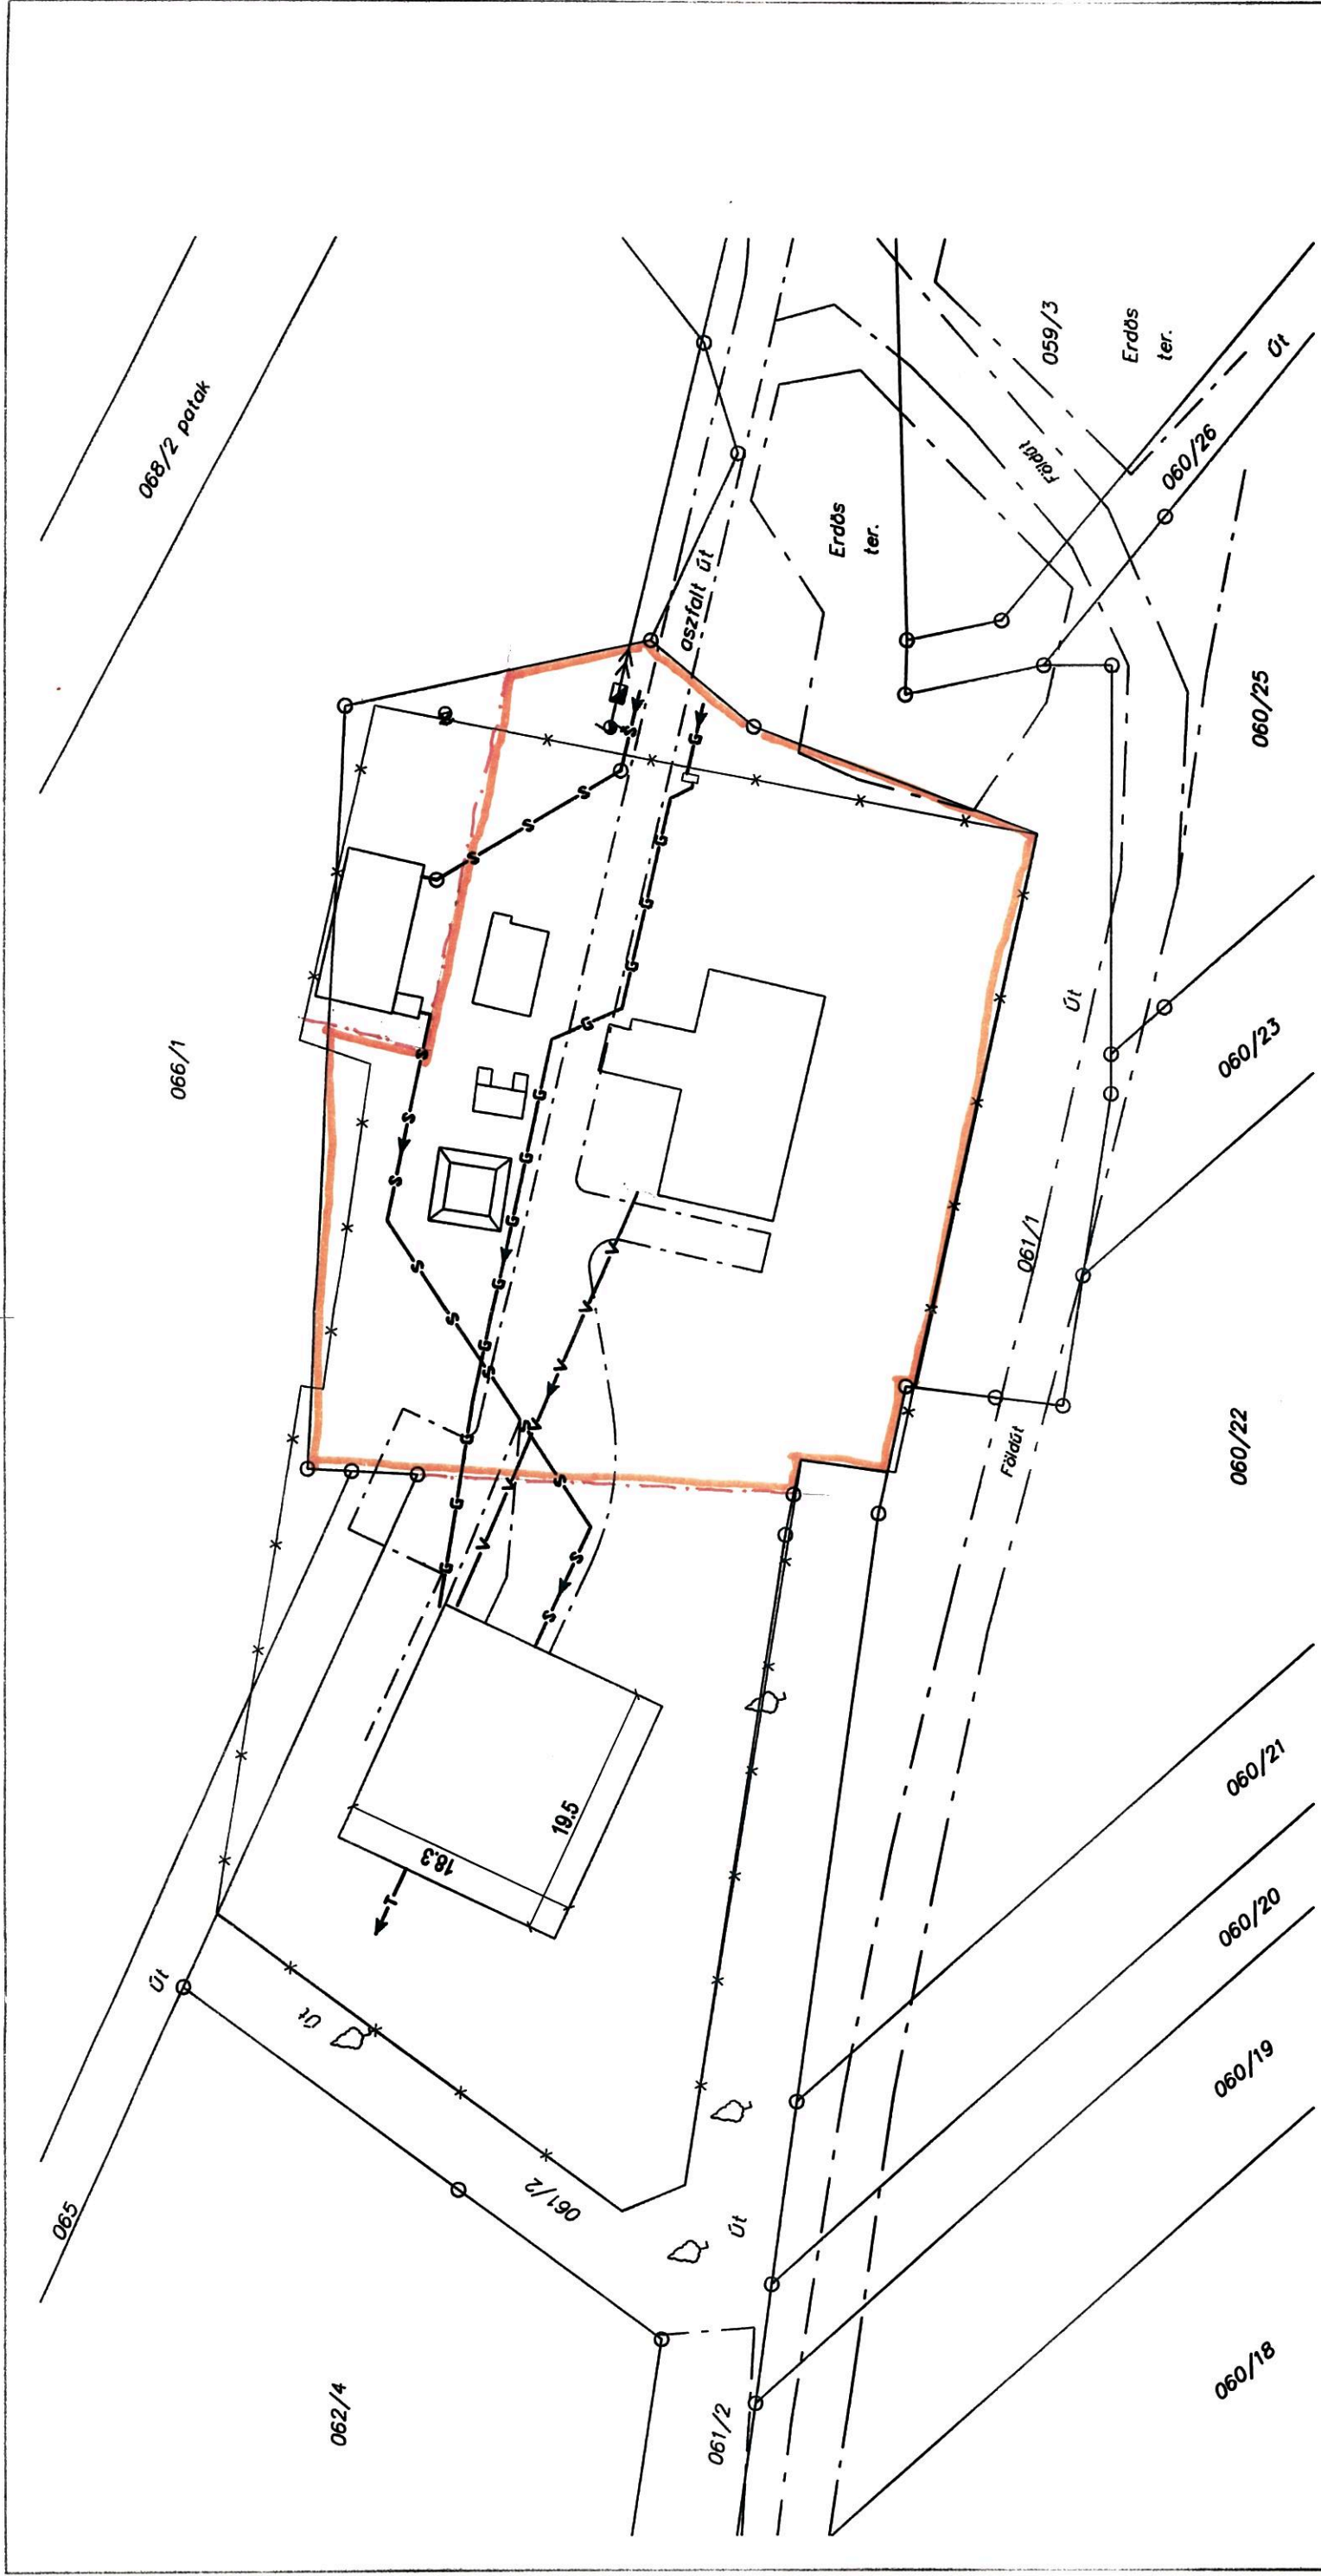 068/2 patak
066/1
aszfalt út
Erdős
ter.
Földút
059/3
Erdős
ter.
Út
060/26
060/25
060/23
Út
061/1
Földút
060/22
060/21
060/20
060/19
060/18
19.5
18.3
T
Út
Út
065
061/2
Út
062/4
061/2
S
S
S
S
G
G
G
G
G
G
G
G
G
G
G
G
G
G
S
S
S
S
S
S
S
S
S
V
V
V
V
V
V